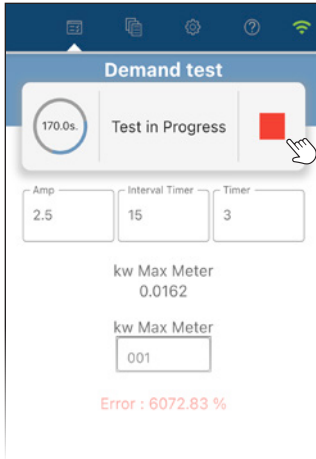 Demand test
170.0s.
Test in Progress
Amp
Interval Timer
Timer
2.5
15
3
kw Max Meter
0.0162
kw Max Meter
001
Error : 6072.83 %